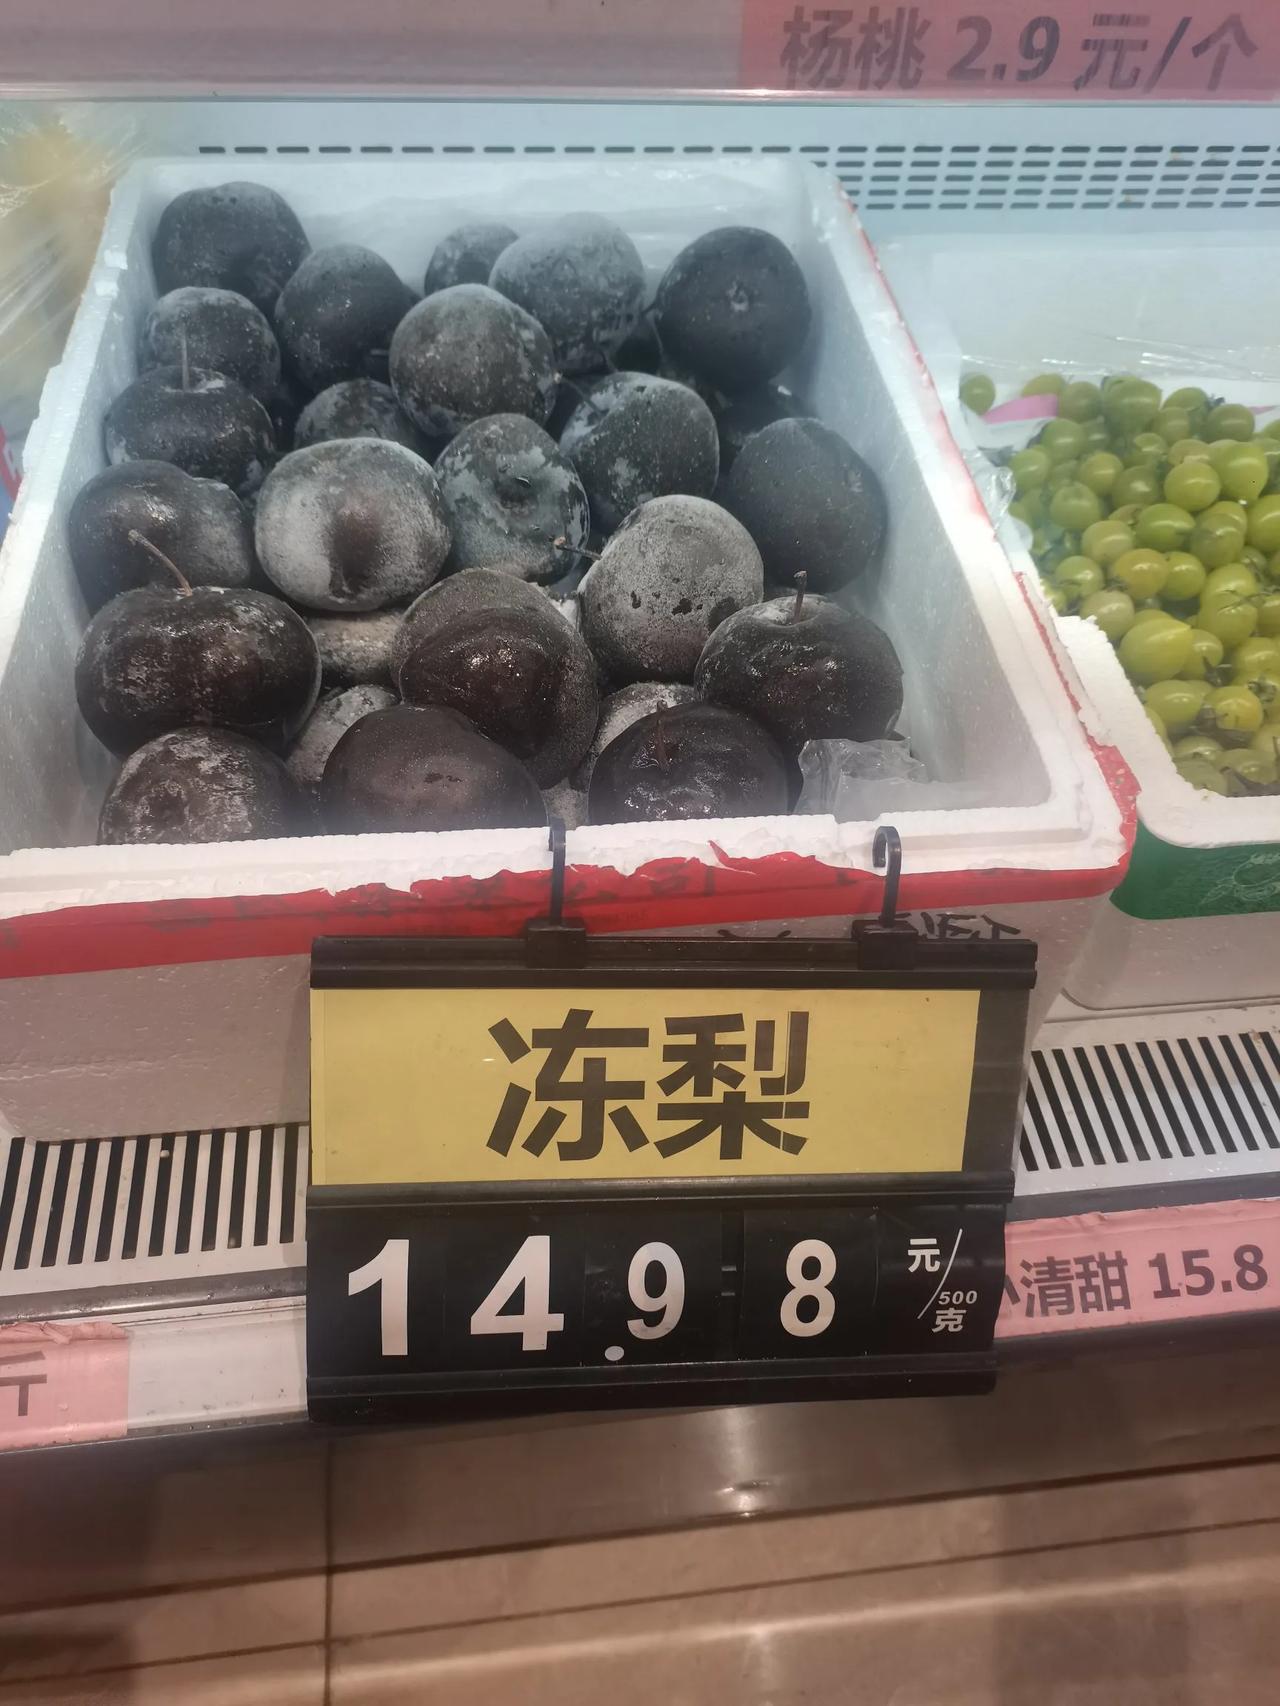 杨桃 2.9 元/个
冻梨
14.98 元/500克
小清甜 15.8
斤